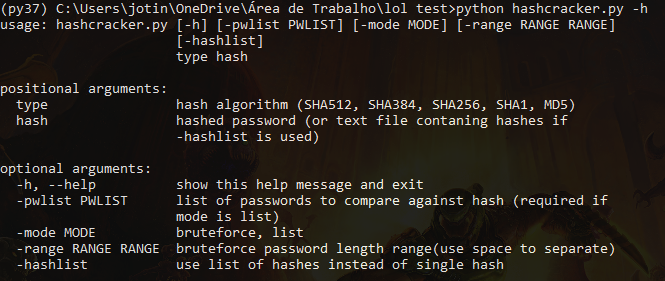 (py37) C:\Users\jotin\OneDrive\Área de Trabalho\lol test>python hashcracker.py -h
usage: hashcracker.py [-h] [-pwlist PWLIST] [-mode MODE] [-range RANGE RANGE]
[-hashlist]
type hash
positional arguments:
type hash algorithm (SHA512, SHA384, SHA256, SHA1, MD5)
hash hashed password (or text file contaning hashes if
-hashlist is used)
optional arguments:
-h, --help show this help message and exit
-pwlist PWLIST list of passwords to compare against hash (required if
mode is list)
-mode MODE bruteforce, list
-range RANGE RANGE bruteforce password length range(use space to separate)
-hashlist use list of hashes instead of single hash